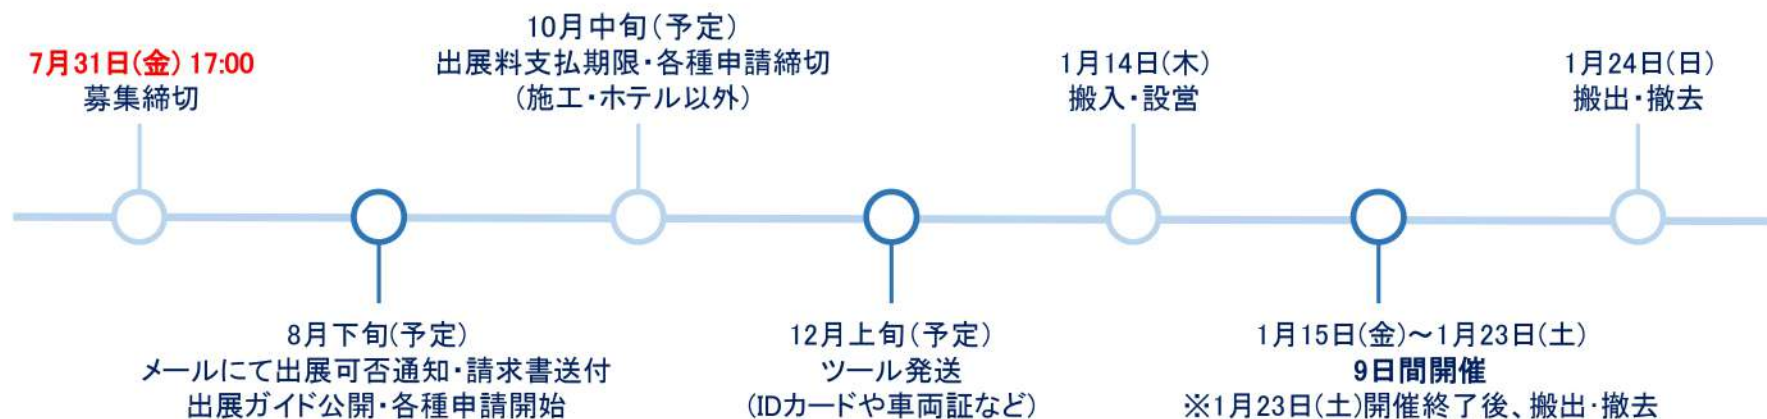 7月31日(金) 17:00
募集締切
8月下旬(予定)
メールにて出展可否通知・請求書送付
出展ガイド公開・各種申請開始
10月中旬(予定)
出展料支払期限・各種申請締切
(施工・ホテル以外)
12月上旬(予定)
ツール発送
(IDカードや車両証など)
1月14日(木)
搬入・設営
1月15日(金)～1月23日(土)
9日間開催
※1月23日(土)開催終了後、搬出・撤去
1月24日(日)
搬出・撤去